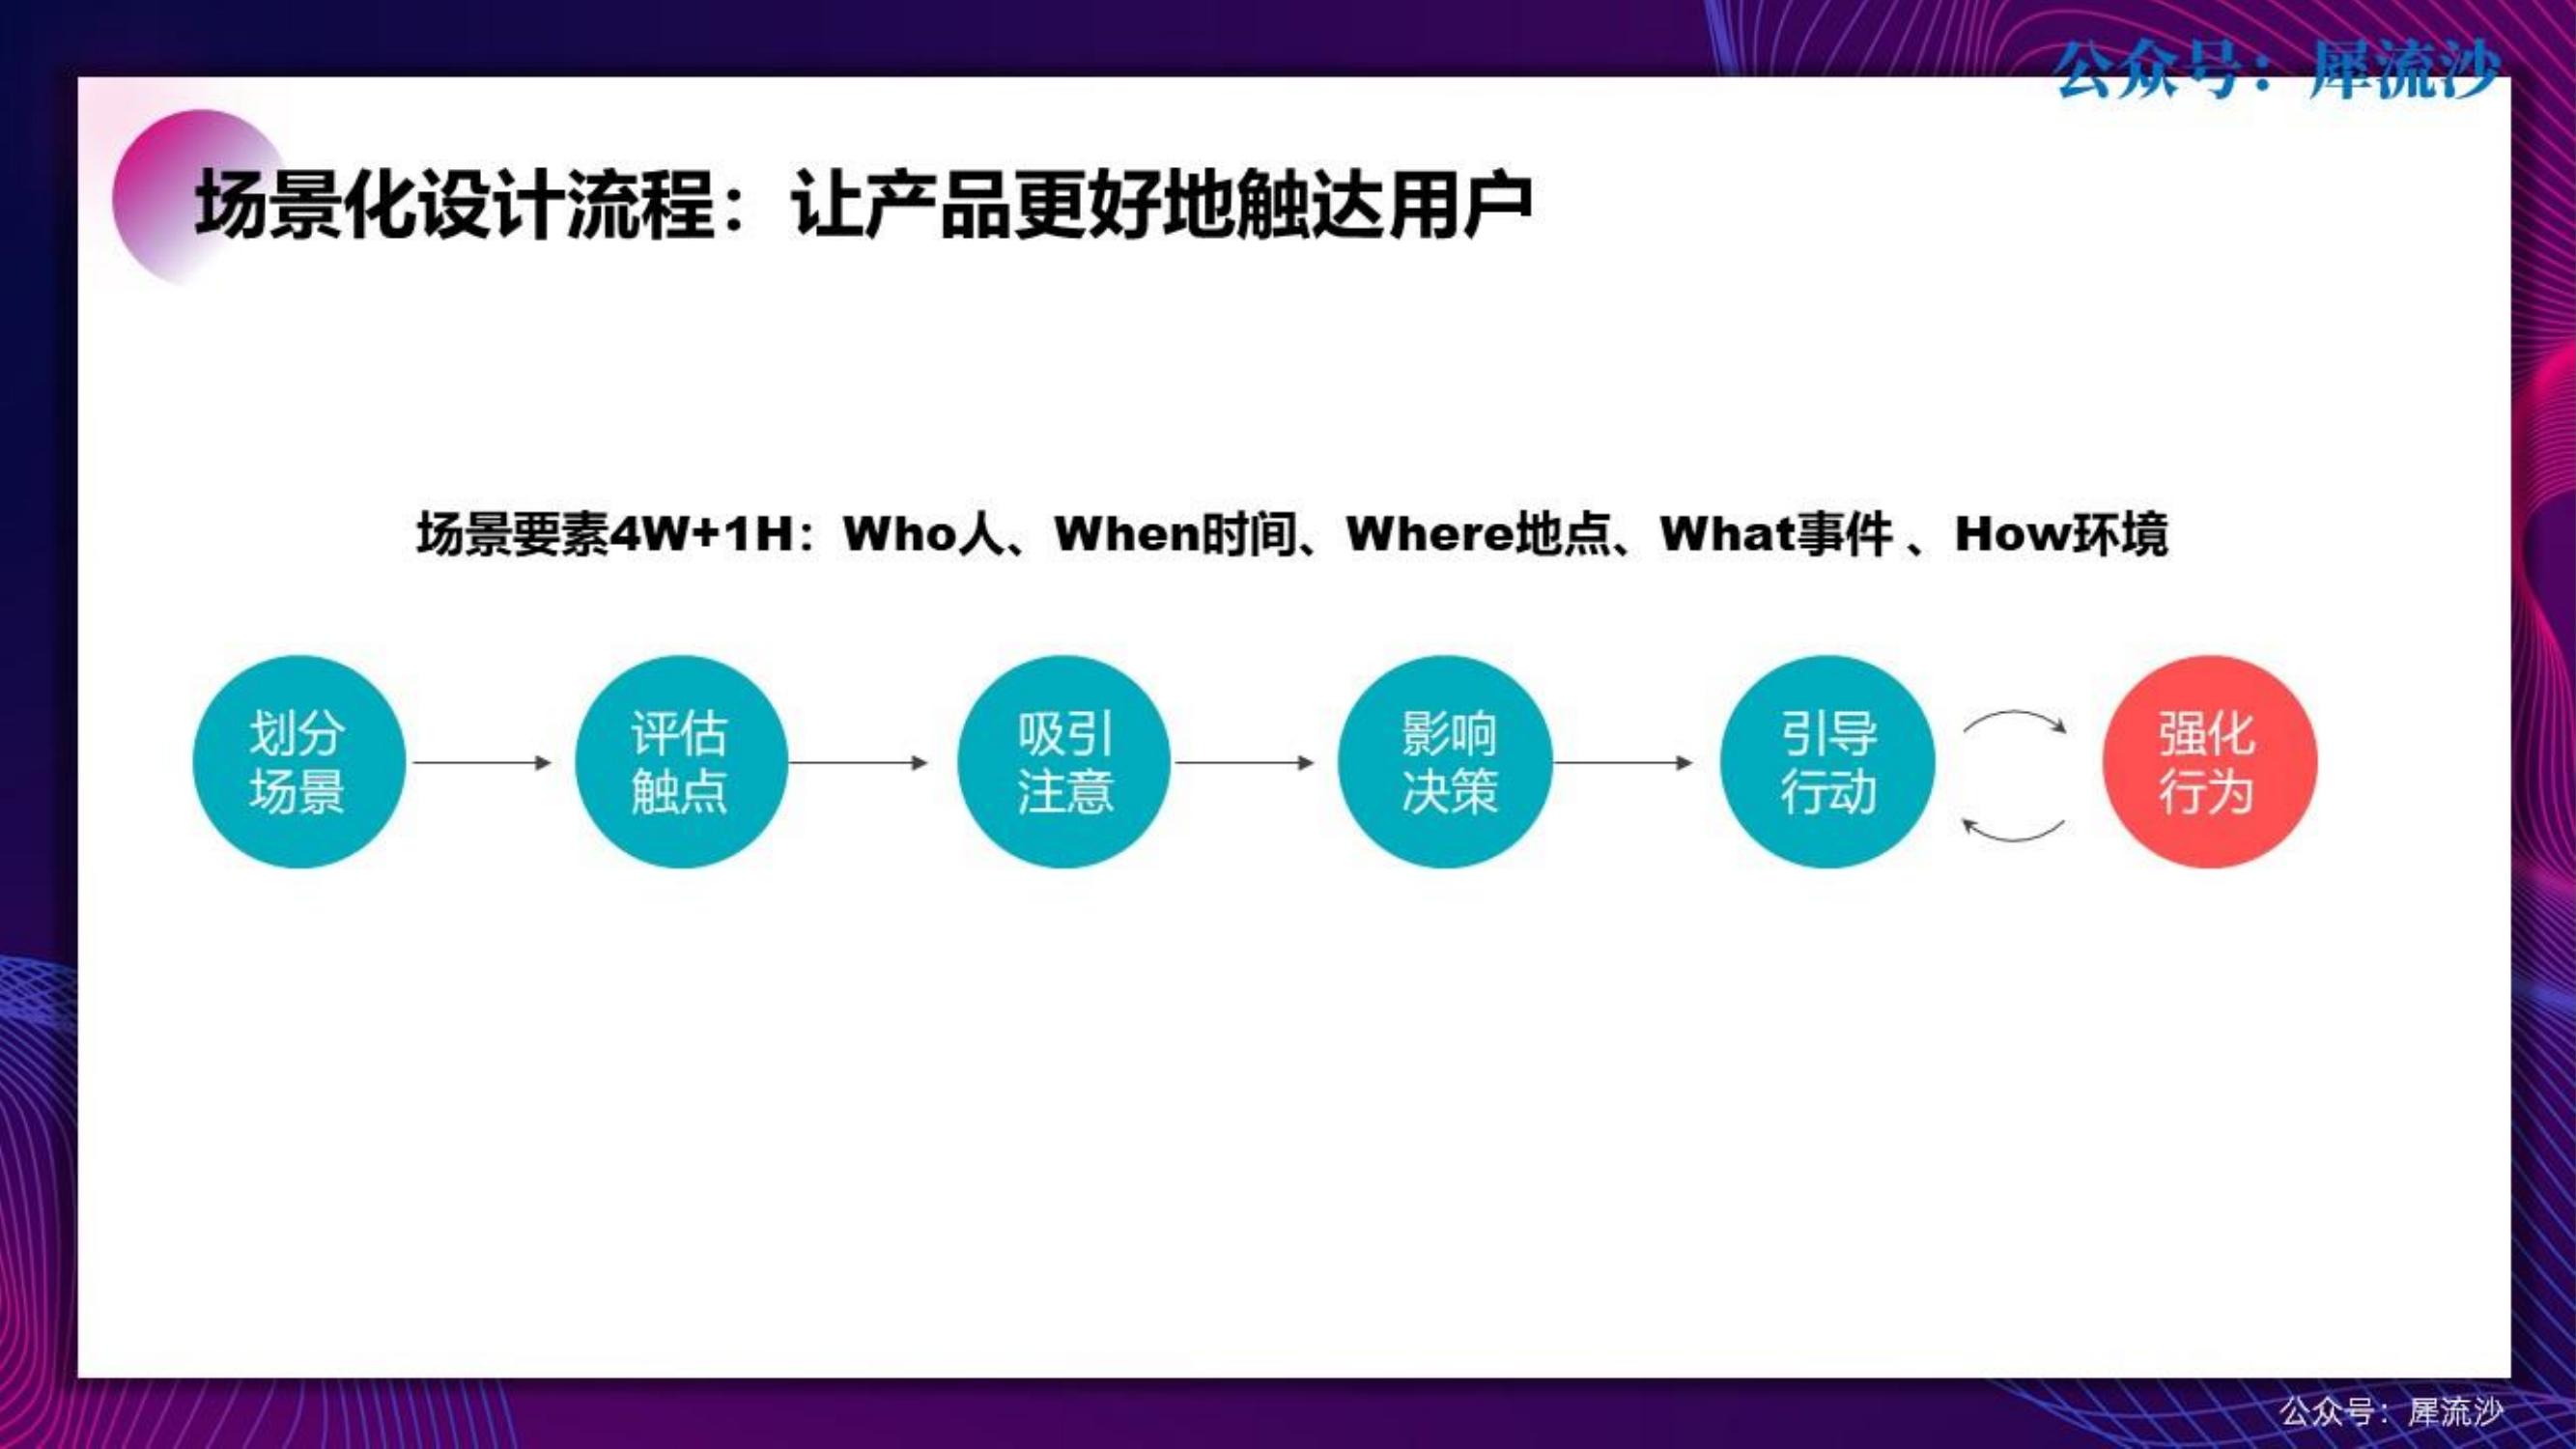 公众号：犀流沙
场景化设计流程：让产品更好地触达用户
场景要素4W+1H：Who人、When时间、Where地点、What事件 、How环境
划分
场景
评估
触点
吸引
注意
影响
决策
引导
行动
强化
行为
公众号：犀流沙